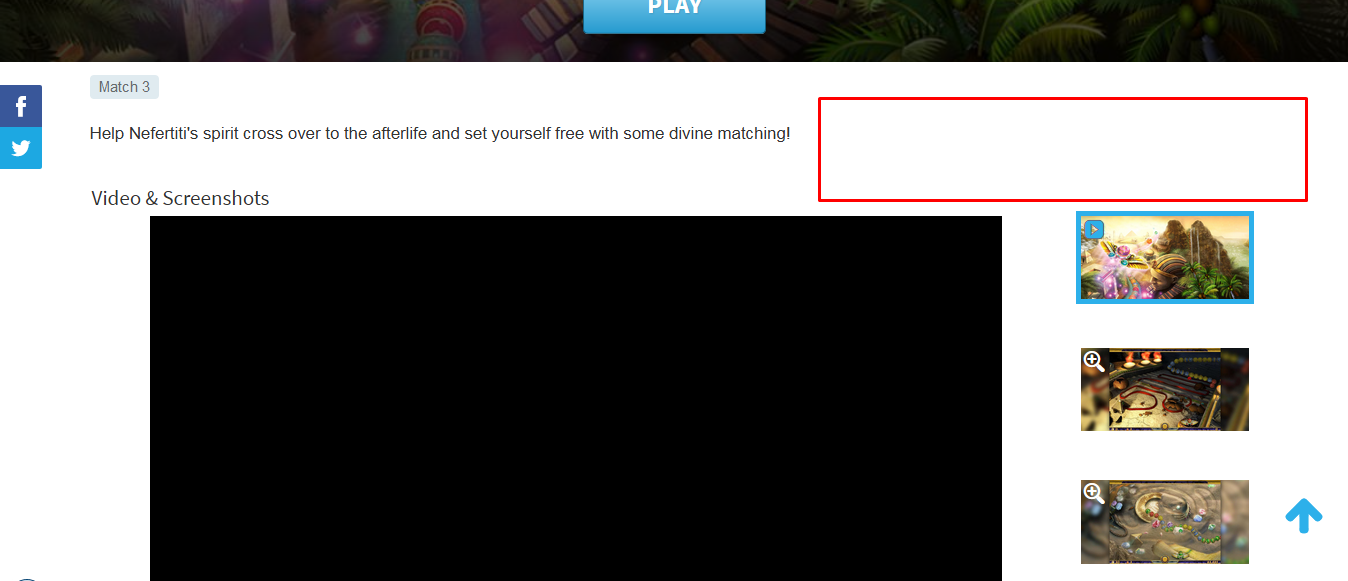 PLAY
Match 3
Help Nefertiti's spirit cross over to the afterlife and set yourself free with some divine matching!
Video & Screenshots